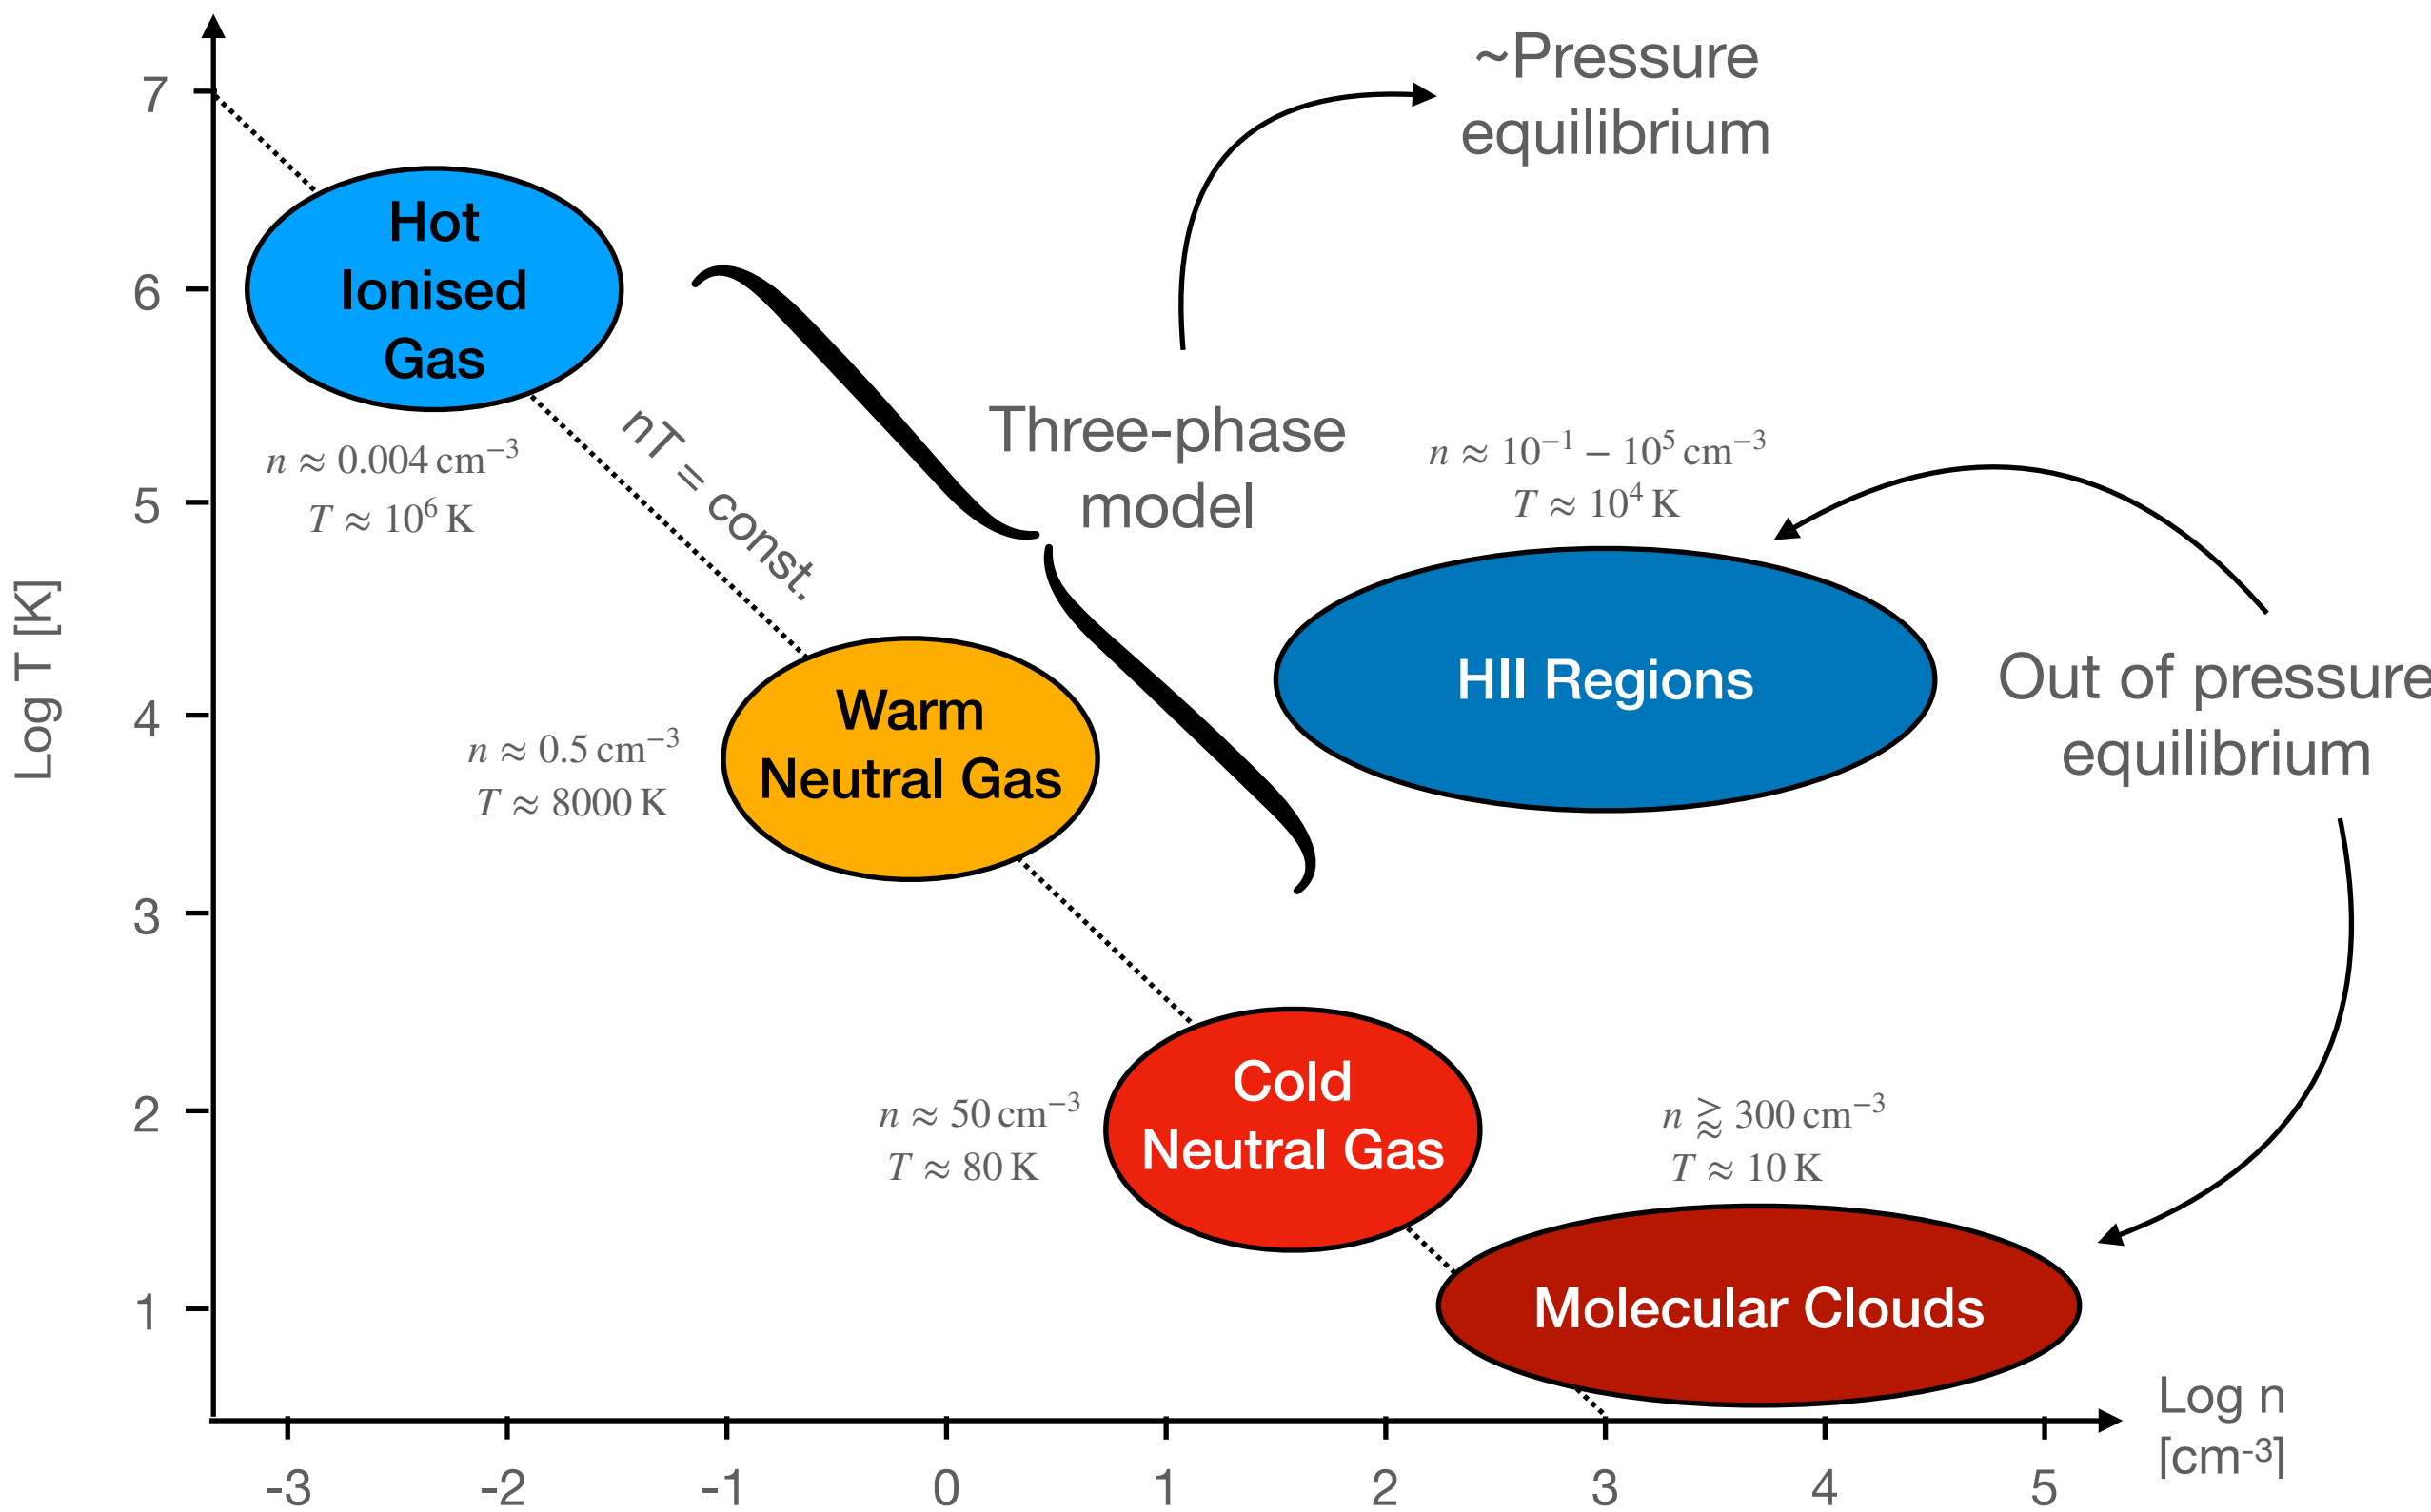 ~Pressure
equilibrium
7
Hot
Ionised
Gas
6
n ≈ 0.004 cm⁻³
T ≈ 10⁶ K
nT = const.
Three-phase
model
n ≈ 10⁻¹ − 10⁵ cm⁻³
T ≈ 10⁴ K
5
Log T [K]
HII Regions
Out of pressure
equilibrium
Warm
Neutral Gas
4
n ≈ 0.5 cm⁻³
T ≈ 8000 K
3
Cold
Neutral Gas
2
n ≈ 50 cm⁻³
T ≈ 80 K
n ⪆ 300 cm⁻³
T ≈ 10 K
Molecular Clouds
1
Log n
[cm⁻³]
-3 -2 -1 0 1 2 3 4 5